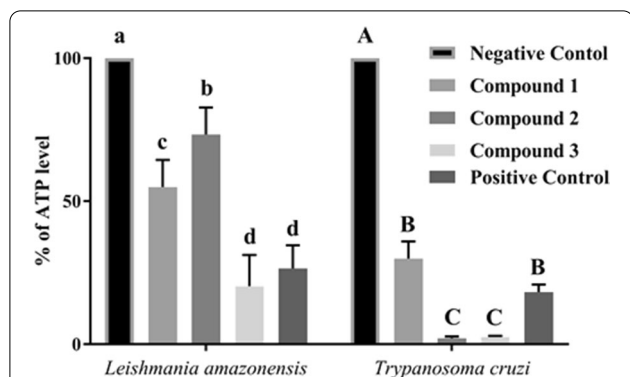 100
50
0
% of ATP level
a
c
b
d
d
A
B
C
C
B
Negative Contol
Compound 1
Compound 2
Compound 3
Positive Control
Leishmania amazonensis
Trypanosoma cruzi